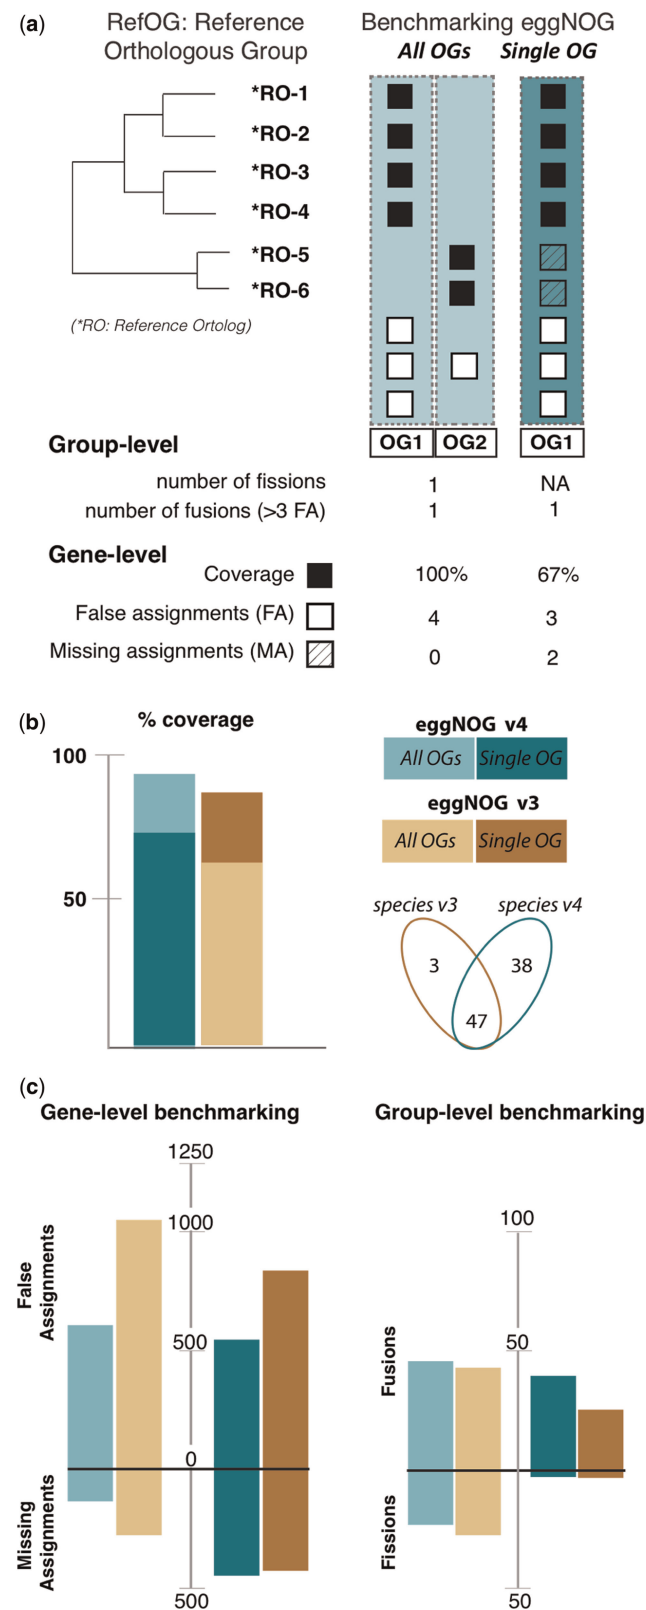 (a) RefOG: Reference Orthologous Group
Benchmarking eggNOG
All OGs Single OG
*RO-1
*RO-2
*RO-3
*RO-4
*RO-5
*RO-6
(*RO: Reference Ortolog)
OG1 OG2 OG1
Group-level
number of fissions 1 NA
number of fusions (>3 FA) 1 1
Gene-level
Coverage 100% 67%
False assignments (FA) 4 3
Missing assignments (MA) 0 2
(b) % coverage
100
50
eggNOG v4
All OGs Single OG
eggNOG v3
All OGs Single OG
species v3 species v4
3 38
47
(c)
Gene-level benchmarking
1250
1000
500
0
500
False
Assignments
Missing
Assignments
Group-level benchmarking
100
50
50
Fusions
Fissions